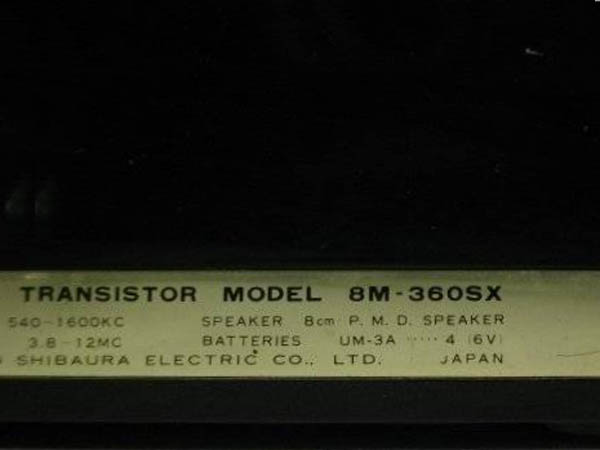 TRANSISTOR MODEL 8M-360SX
540-1600KC SPEAKER 8cm P. M. D. SPEAKER
3.8-12MC BATTERIES UM-3A ····· 4 (6V)
SHIBAURA ELECTRIC CO., LTD. JAPAN